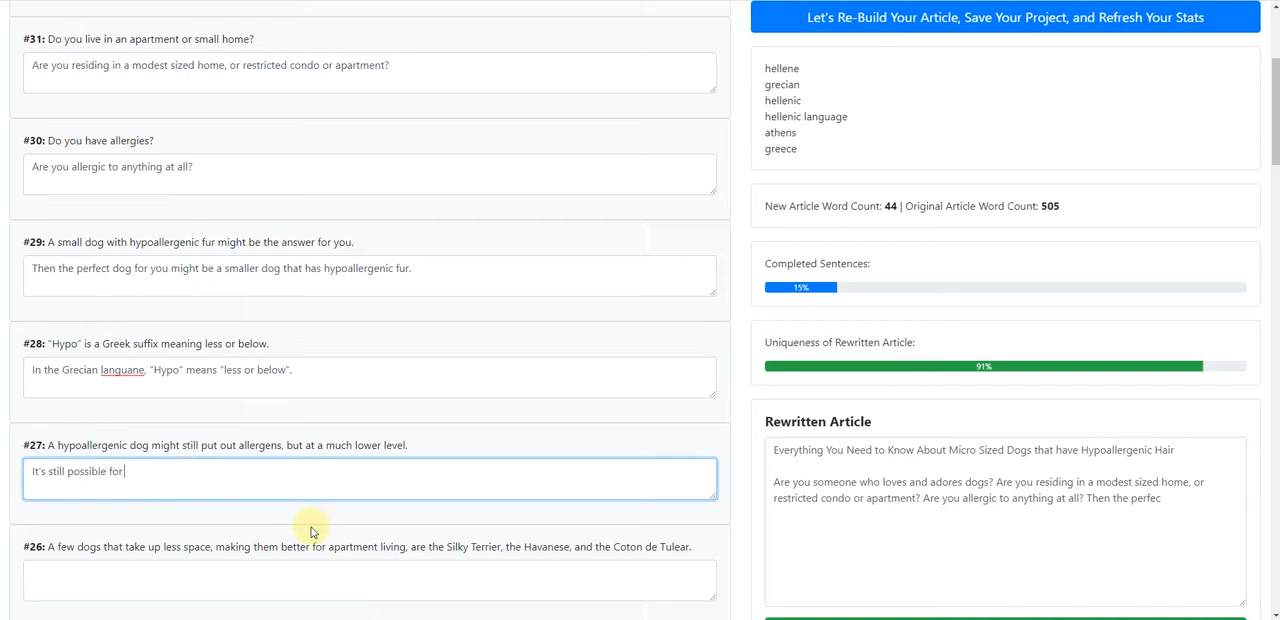 #31: Do you live in an apartment or small home?
Are you residing in a modest sized home, or restricted condo or apartment?
#30: Do you have allergies?
Are you allergic to anything at all?
#29: A small dog with hypoallergenic fur might be the answer for you.
Then the perfect dog for you might be a smaller dog that has hypoallergenic fur.
#28: "Hypo" is a Greek suffix meaning less or below.
In the Grecian languane, "Hypo" means "less or below".
#27: A hypoallergenic dog might still put out allergens, but at a much lower level.
It's still possible for
#26: A few dogs that take up less space, making them better for apartment living, are the Silky Terrier, the Havanese, and the Coton de Tulear.
Let's Re-Build Your Article, Save Your Project, and Refresh Your Stats
hellene
grecian
hellenic
hellenic language
athens
greece
New Article Word Count: 44 | Original Article Word Count: 505
Completed Sentences:
15%
Uniqueness of Rewritten Article:
91%
Rewritten Article
Everything You Need to Know About Micro Sized Dogs that have Hypoallergenic Hair
Are you someone who loves and adores dogs? Are you residing in a modest sized home, or
restricted condo or apartment? Are you allergic to anything at all? Then the perfec